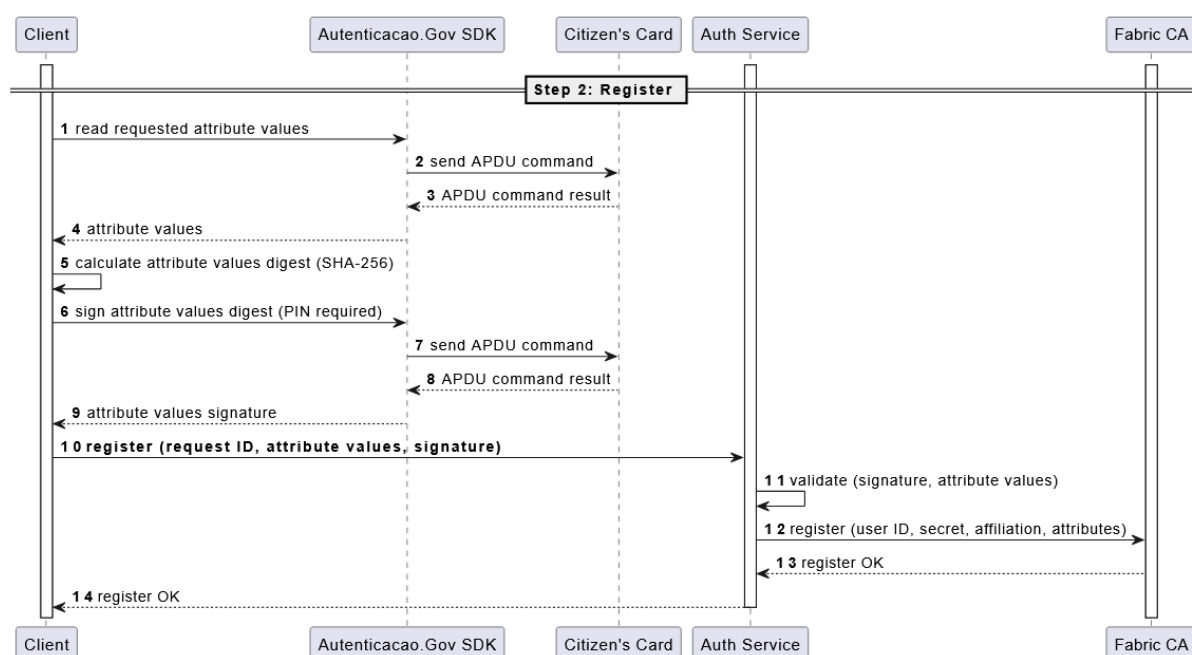 Client
Autenticacao.Gov SDK
Citizen's Card
Auth Service
Fabric CA
Step 2: Register
1 read requested attribute values
2 send APDU command
3 APDU command result
4 attribute values
5 calculate attribute values digest (SHA-256)
6 sign attribute values digest (PIN required)
7 send APDU command
8 APDU command result
9 attribute values signature
10 register (request ID, attribute values, signature)
11 validate (signature, attribute values)
12 register (user ID, secret, affiliation, attributes)
13 register OK
14 register OK
Client
Autenticacao.Gov SDK
Citizen's Card
Auth Service
Fabric CA